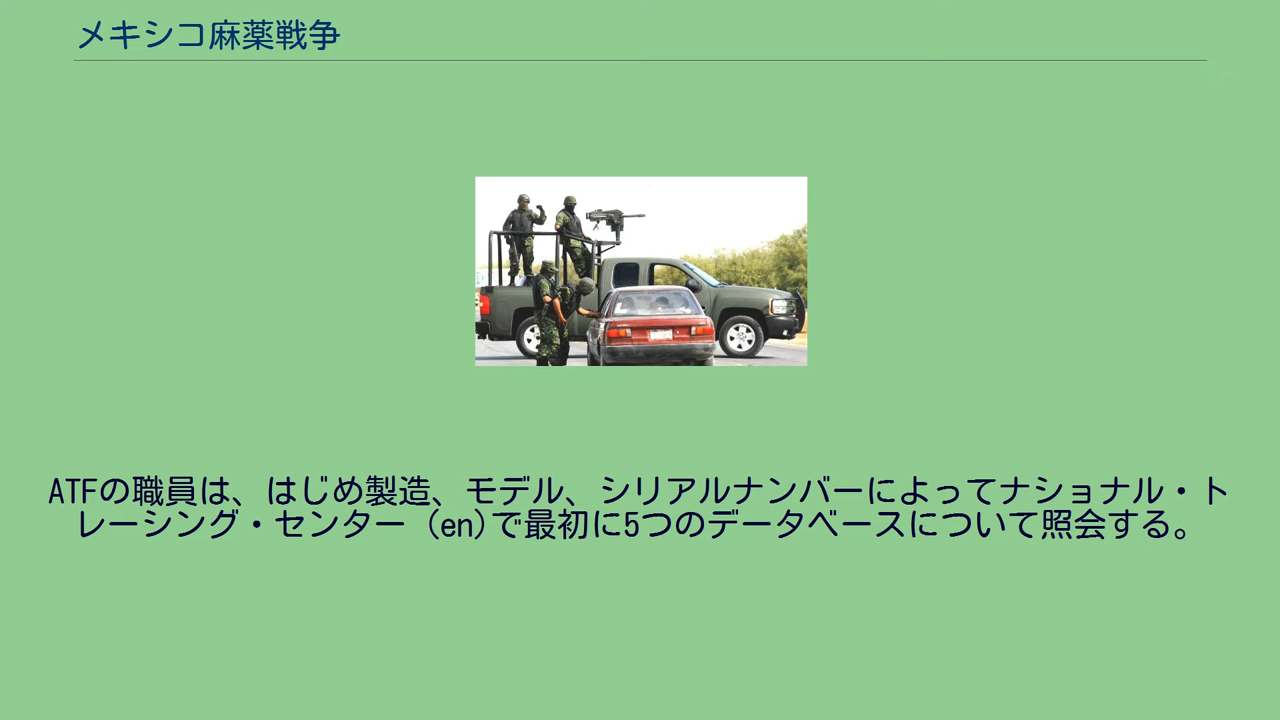 メキシコ麻薬戦争
ATFの職員は、はじめ製造、モデル、シリアルナンバーによってナショナル・ト
レーシング・センター (en)で最初に5つのデータベースについて照会する。